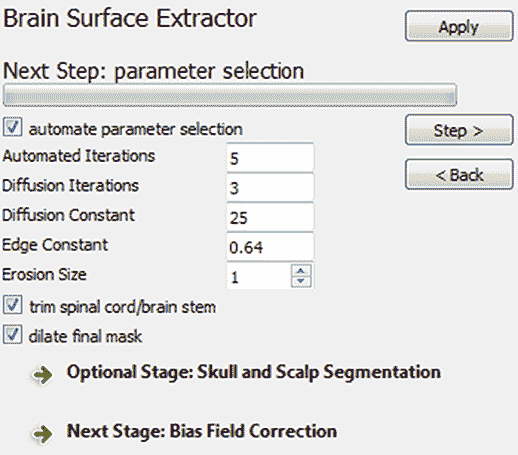 Brain Surface Extractor
Apply
Next Step: parameter selection
automate parameter selection
Step >
Automated Iterations 5
< Back
Diffusion Iterations 3
Diffusion Constant 25
Edge Constant 0.64
Erosion Size 1
trim spinal cord/brain stem
dilate final mask
Optional Stage: Skull and Scalp Segmentation
Next Stage: Bias Field Correction